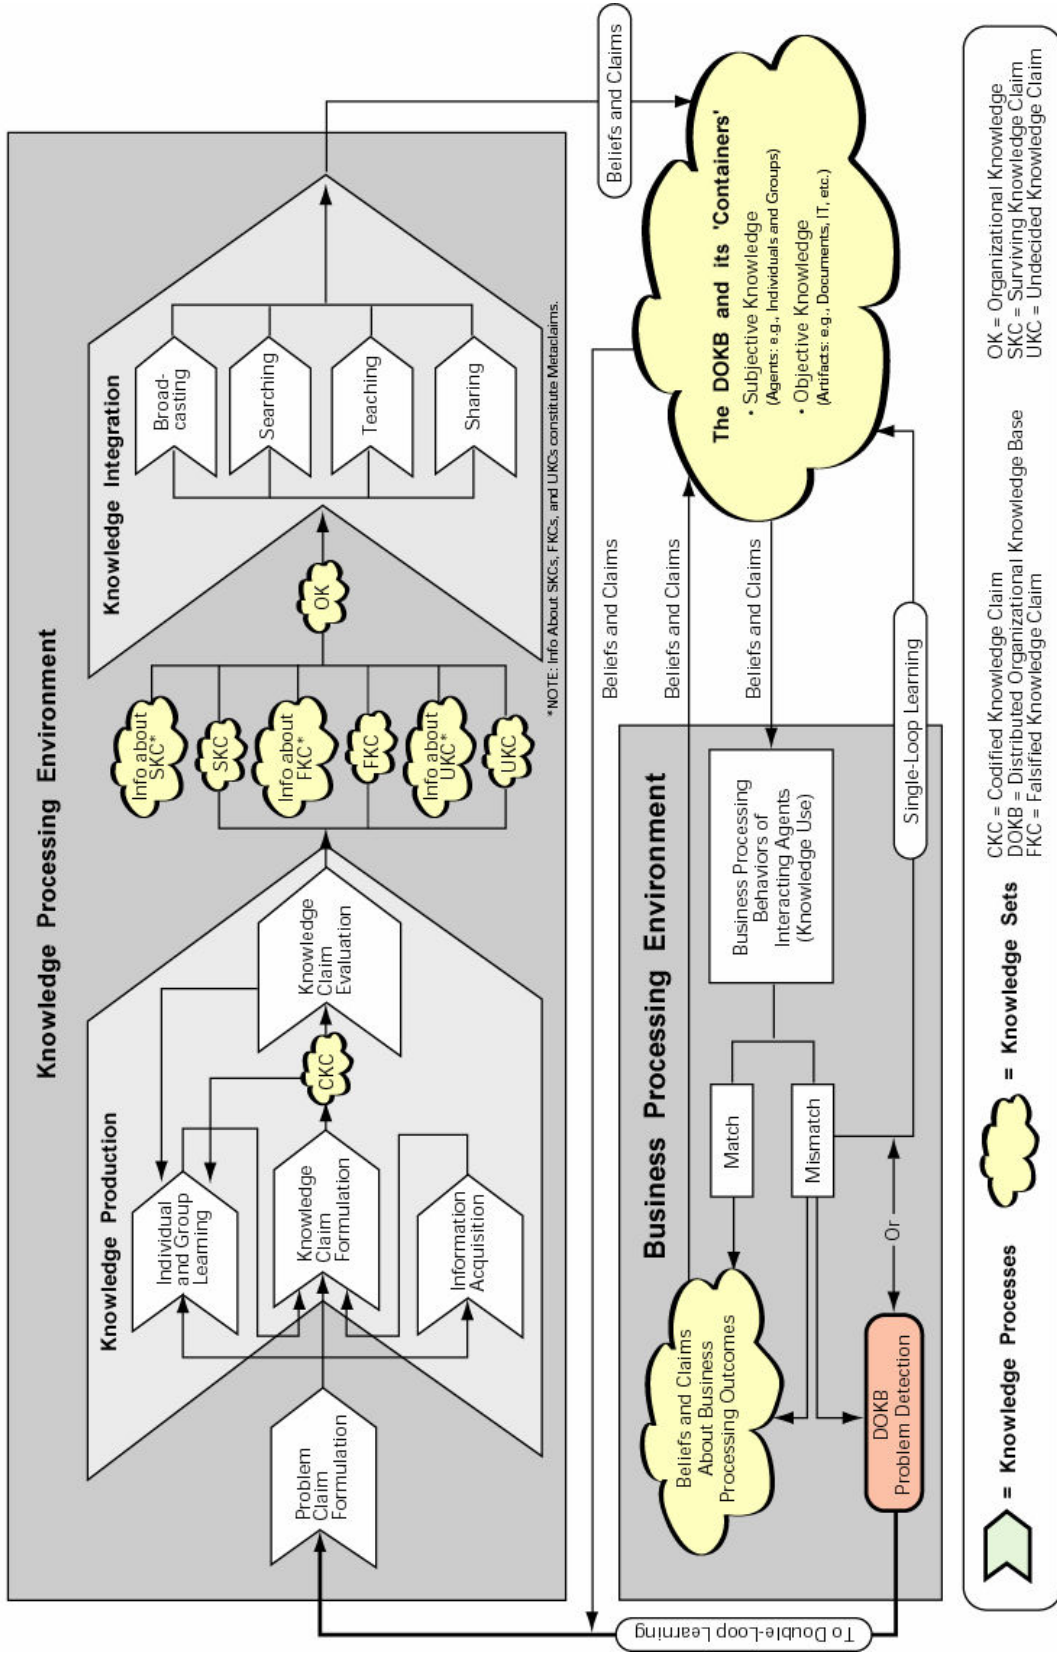 Knowledge Processing Environment
Knowledge Production
Individual
and Group
Learning
Knowledge
Claim
Formulation
Information
Acquisition
Problem
Claim
Formulation
CKC
Knowledge
Claim
Evaluation
Info about
SKC*
SKC
Info about
FKC*
FKC
Info about
UKC*
UKC
OK
Knowledge Integration
Broad-
casting
Searching
Teaching
Sharing
*NOTE: Info About SKCs, FKCs, and UKCs constitute Metaclaims.
Beliefs and Claims
Beliefs and Claims
Beliefs and Claims
Beliefs and Claims
The DOKB and its 'Containers'
• Subjective Knowledge
(Agents: e.g., Individuals and Groups)
• Objective Knowledge
(Artifacts: e.g., Documents, IT, etc.)
Business Processing Environment
Beliefs and Claims
About Business
Processing Outcomes
Match
Mismatch
Business Processing
Behaviors of
Interacting Agents
(Knowledge Use)
Or
DOKB
Problem Detection
Single-Loop Learning
To Double-Loop Learning
= Knowledge Processes
= Knowledge Sets
CKC = Codified Knowledge Claim
DOKB = Distributed Organizational Knowledge Base
FKC = Falsified Knowledge Claim
OK = Organizational Knowledge
SKC = Surviving Knowledge Claim
UKC = Undecided Knowledge Claim